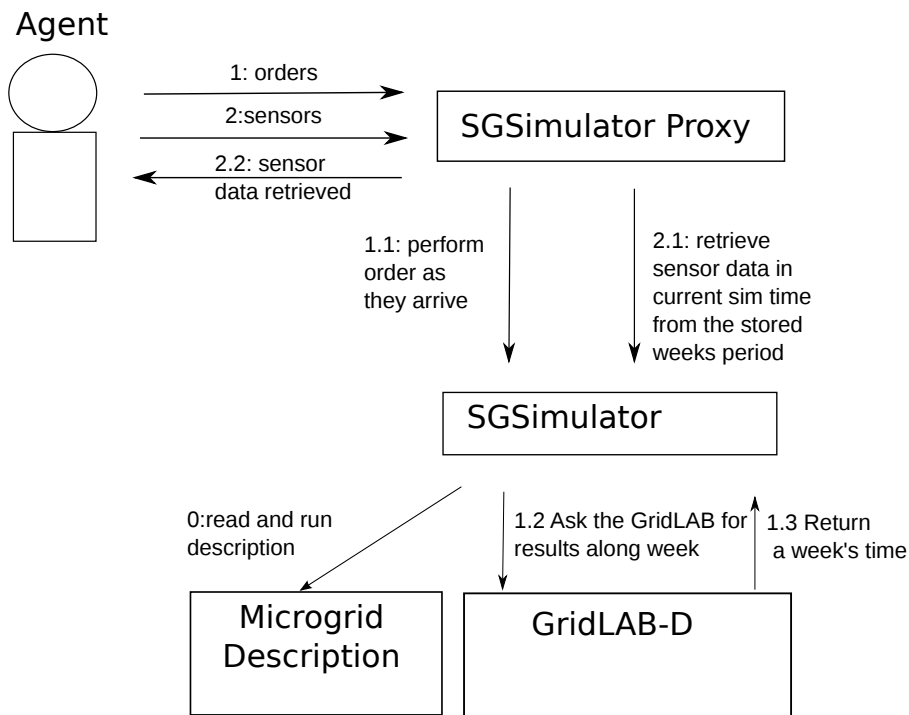 Agent
1: orders
2:sensors
2.2: sensor
data retrieved
SGSimulator Proxy
1.1: perform
order as
they arrive
2.1: retrieve
sensor data in
current sim time
from the stored
weeks period
SGSimulator
0:read and run
description
1.2 Ask the GridLAB for
results along week
1.3 Return
a week's time
Microgrid
Description
GridLAB-D